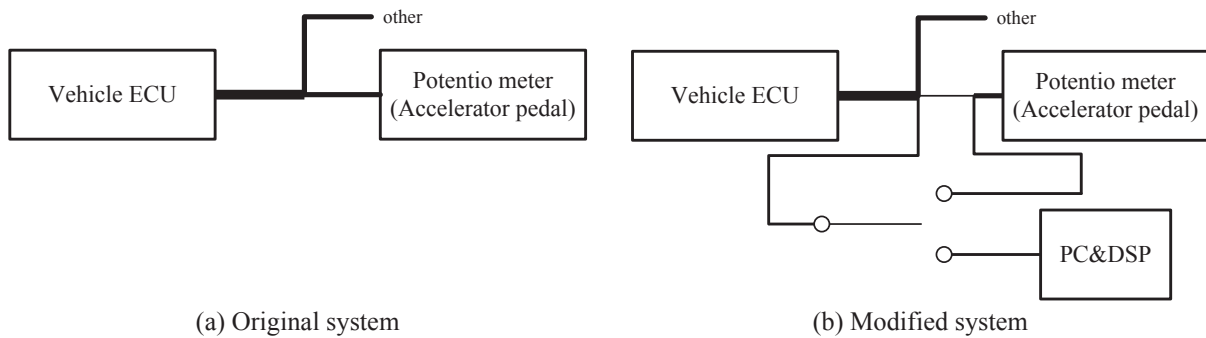 other
Vehicle ECU
Potentio meter
(Accelerator pedal)
(a) Original system
other
Vehicle ECU
Potentio meter
(Accelerator pedal)
PC&DSP
(b) Modified system